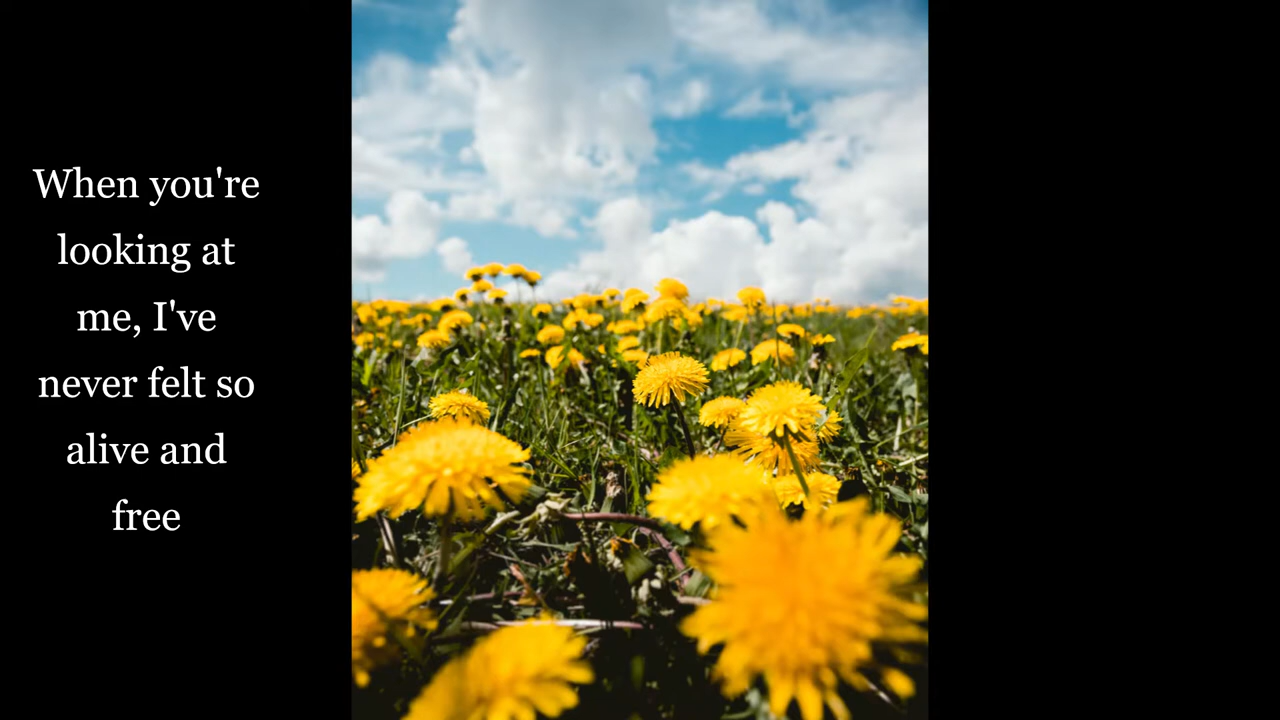 When you're
looking at
me, I've
never felt so
alive and
free